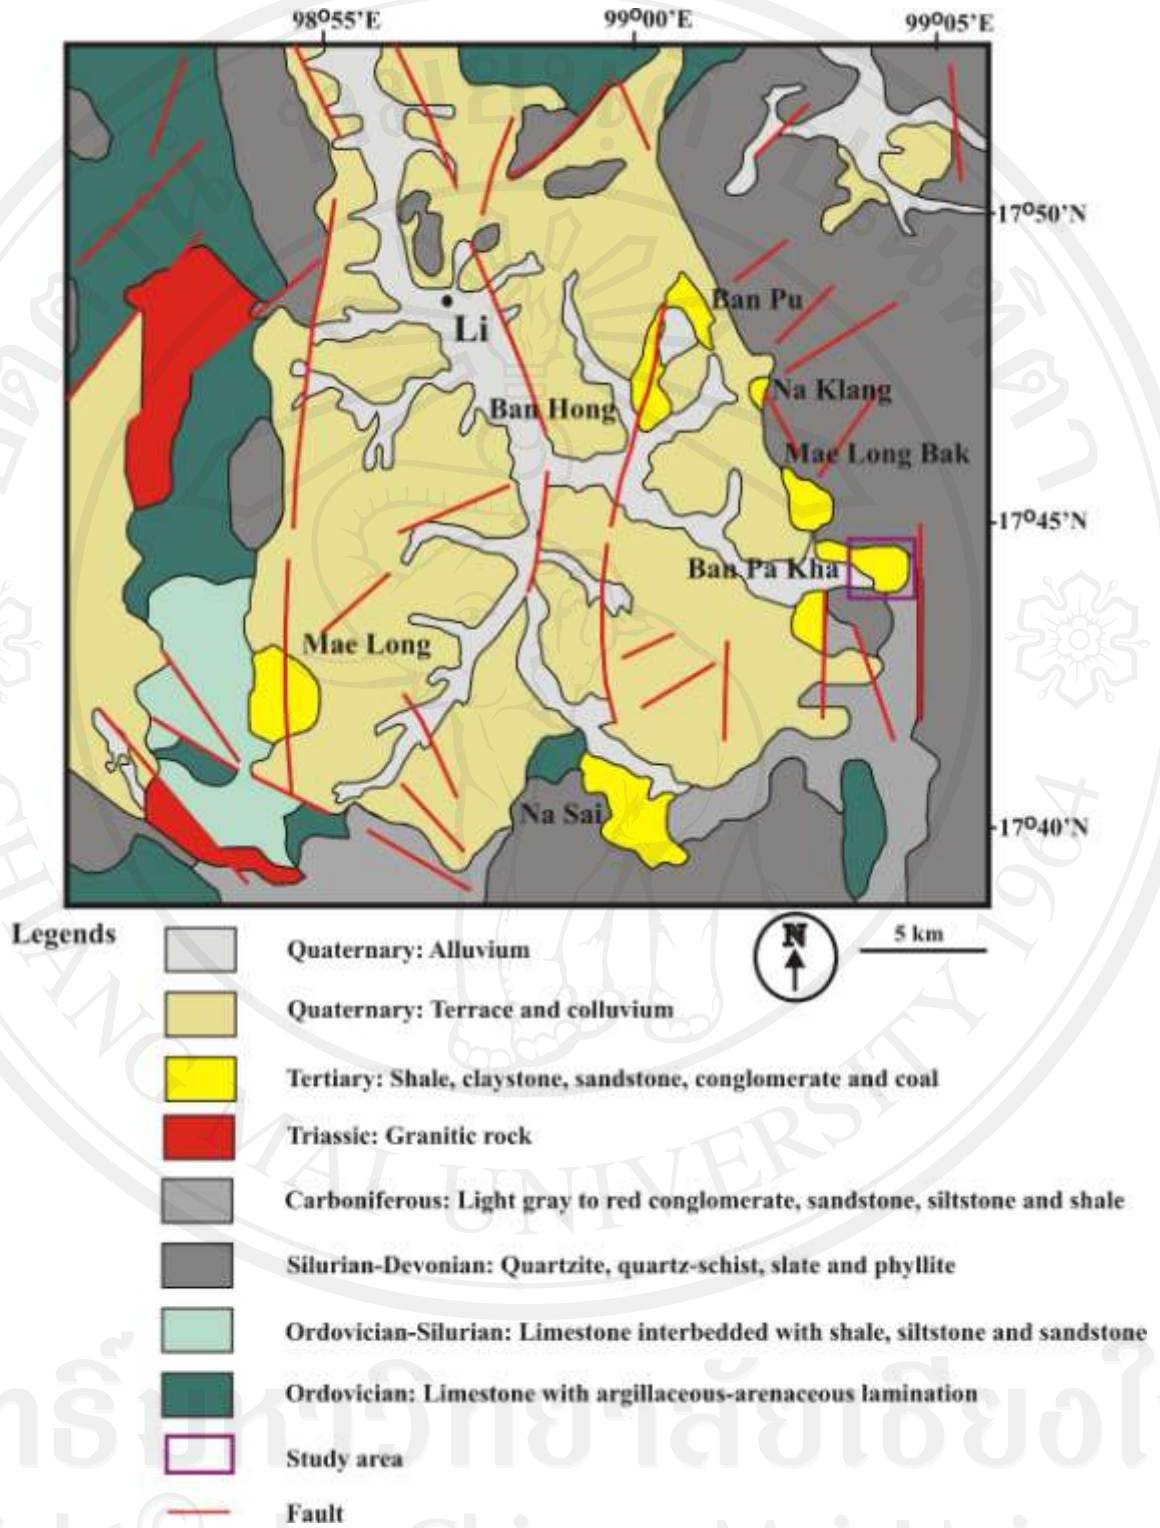 98°55'E 99°00'E 99°05'E
17°50'N
Ban Pu
Li
Na Klang
Ban Hong
Mae Long Bak
17°45'N
Ban Pa Kha
Mae Long
Na Sai
17°40'N
Legends
N
5 km
Quaternary: Alluvium
Quaternary: Terrace and colluvium
Tertiary: Shale, claystone, sandstone, conglomerate and coal
Triassic: Granitic rock
Carboniferous: Light gray to red conglomerate, sandstone, siltstone and shale
Silurian-Devonian: Quartzite, quartz-schist, slate and phyllite
Ordovician-Silurian: Limestone interbedded with shale, siltstone and sandstone
Ordovician: Limestone with argillaceous-arenaceous lamination
Study area
Fault
CHIANG MAI UNIVERSITY 1964